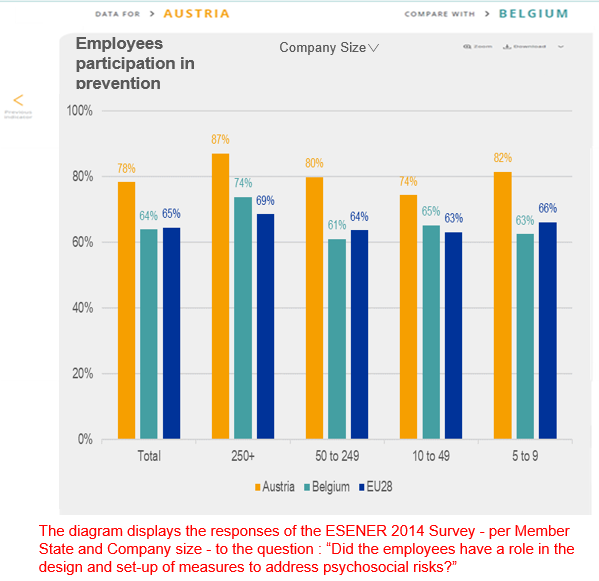 DATA FOR > AUSTRIA
COMPARE WITH > BELGIUM
Employees
participation in
prevention
Company Size
Zoom
Download
<
Previous
Indicator
100%
80%
60%
40%
20%
0%
78%
64%
65%
87%
74%
69%
80%
61%
64%
74%
65%
63%
82%
63%
66%
Total
250+
50 to 249
10 to 49
5 to 9
Austria
Belgium
EU28
The diagram displays the responses of the ESENER 2014 Survey - per Member
State and Company size - to the question : “Did the employees have a role in the
design and set-up of measures to address psychosocial risks?”